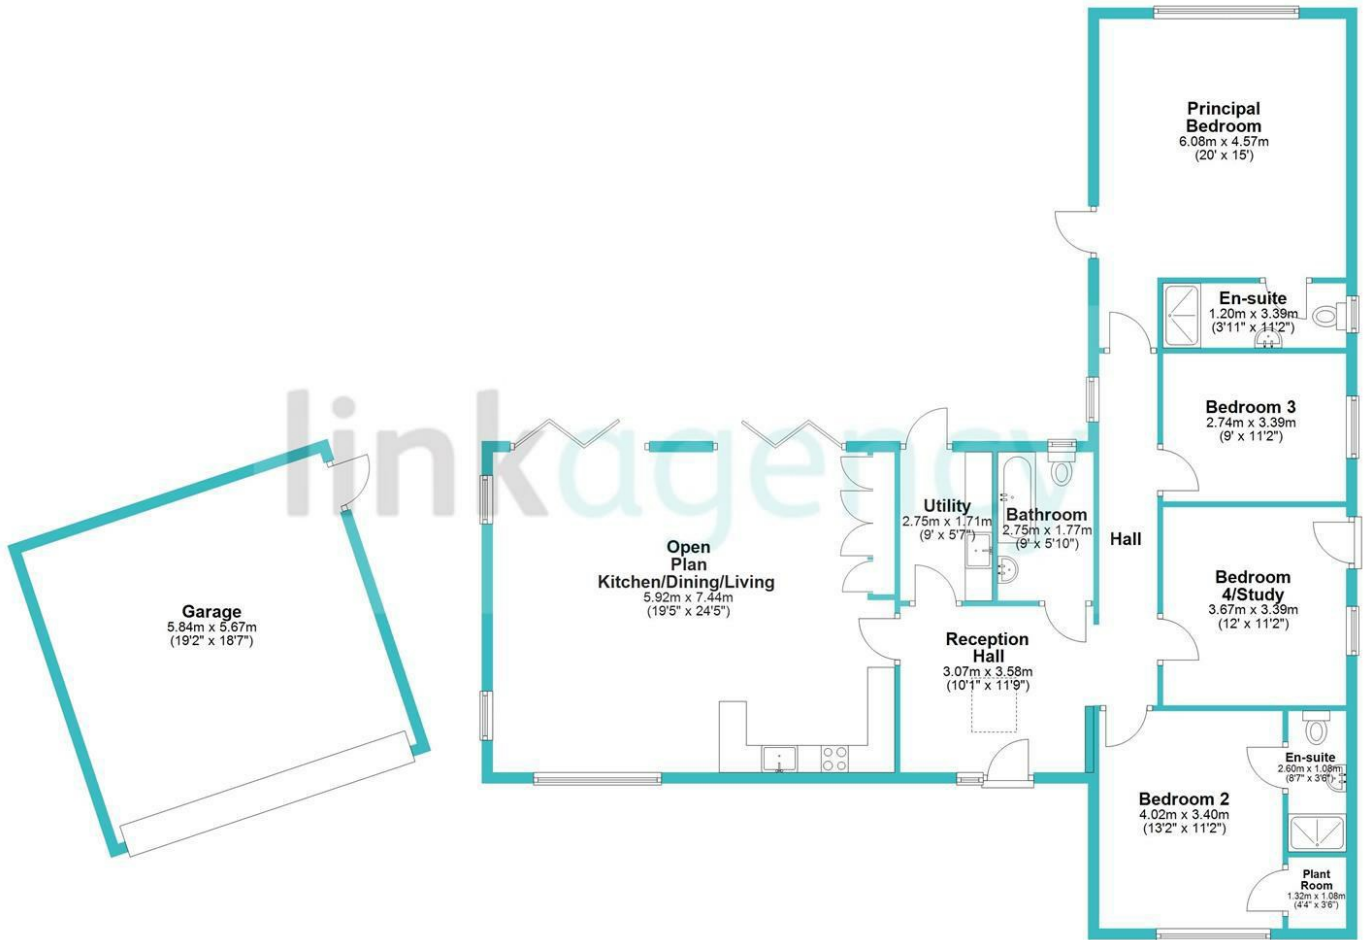 Principal
Bedroom
6.08m x 4.57m
(20' x 15')
En-suite
1.20m x 3.39m
(3'11" x 11'2")
Bedroom 3
2.74m x 3.39m
(9' x 11'2")
linkagency
Utility
2.75m x 1.71m
(9' x 5'7")
Bathroom
2.75m x 1.77m
(9' x 5'10")
Hall
Open
Plan
Kitchen/Dining/Living
5.92m x 7.44m
(19'5" x 24'5")
Bedroom
4/Study
3.67m x 3.39m
(12' x 11'2")
Garage
5.84m x 5.67m
(19'2" x 18'7")
Reception
Hall
3.07m x 3.58m
(10'1" x 11'9")
En-suite
2.60m x 1.08m
(8'7" x 3'6")
Bedroom 2
4.02m x 3.40m
(13'2" x 11'2")
Plant
Room
1.32m x 1.08m
(4'4" x 3'6")